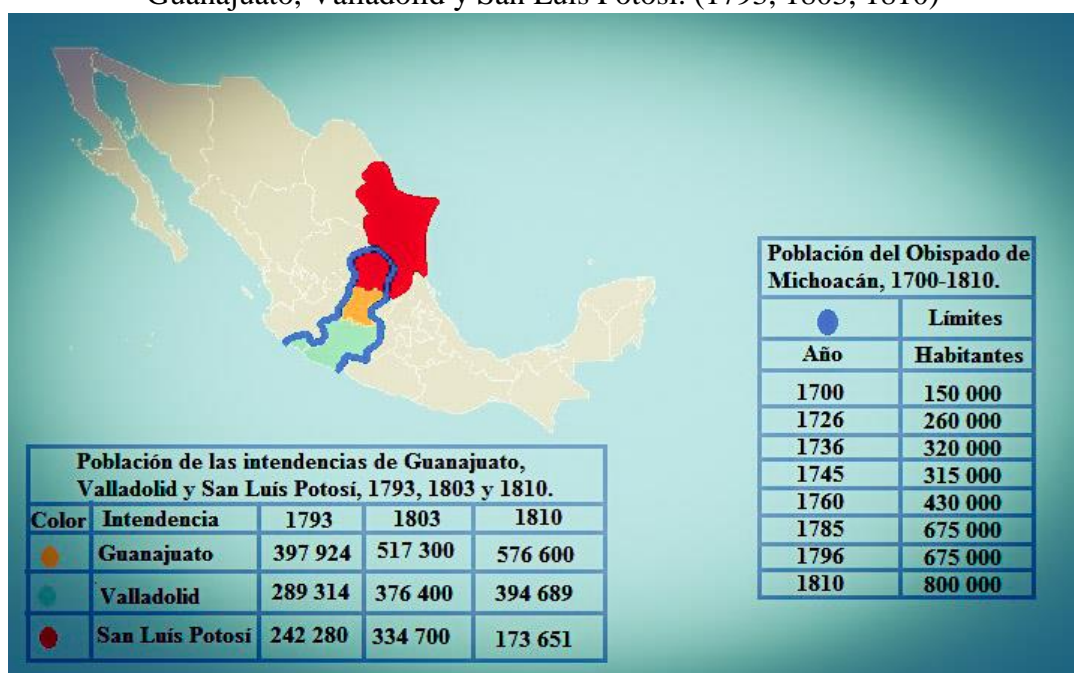 Guanajuato, Valladolid y San Luis Potosí. (1793, 1803, 1810)
Población del Obispado de
Michoacán, 1700-1810.
Límites
Año Habitantes
1700 150 000
1726 260 000
1736 320 000
1745 315 000
1760 430 000
1785 675 000
1796 675 000
1810 800 000
Población de las intendencias de Guanajuato,
Valladolid y San Luís Potosí, 1793, 1803 y 1810.
Color Intendencia 1793 1803 1810
Guanajuato 397 924 517 300 576 600
Valladolid 289 314 376 400 394 689
San Luís Potosí 242 280 334 700 173 651